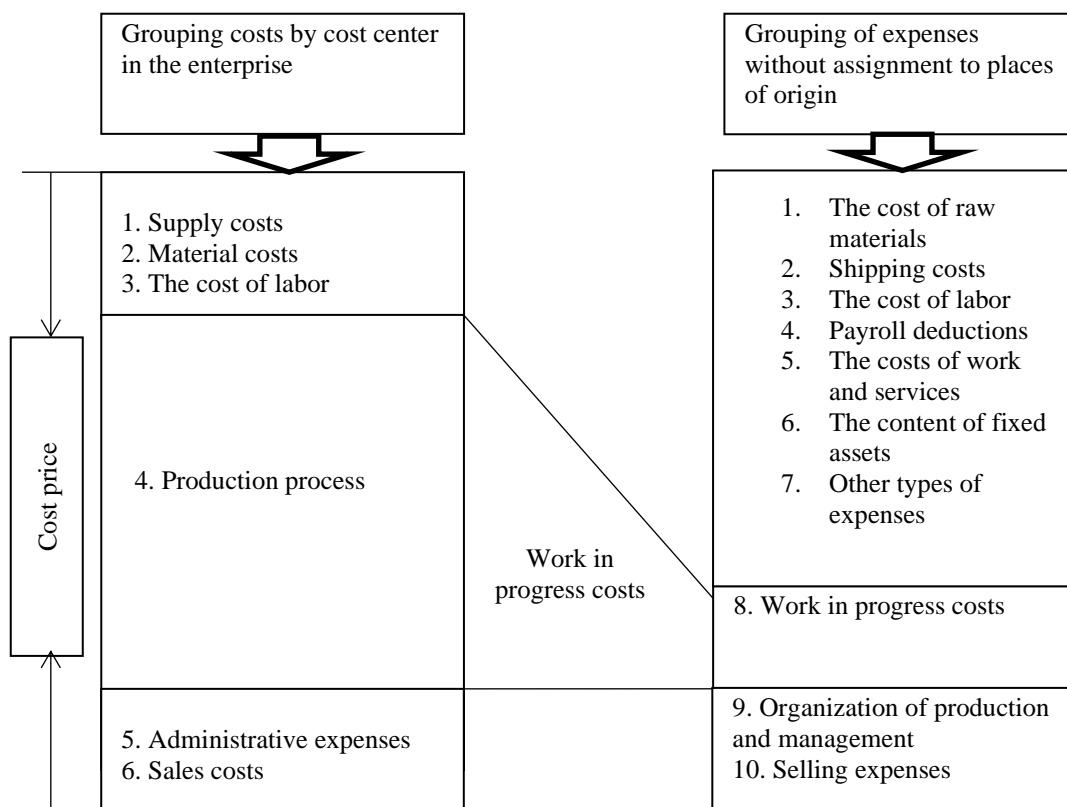 Grouping costs by cost center
in the enterprise
Grouping of expenses
without assignment to places
of origin
1. Supply costs
2. Material costs
3. The cost of labor
4. Production process
5. Administrative expenses
6. Sales costs
Cost price
Work in
progress costs
1. The cost of raw
materials
2. Shipping costs
3. The cost of labor
4. Payroll deductions
5. The costs of work
and services
6. The content of fixed
assets
7. Other types of
expenses
8. Work in progress costs
9. Organization of production
and management
10. Selling expenses